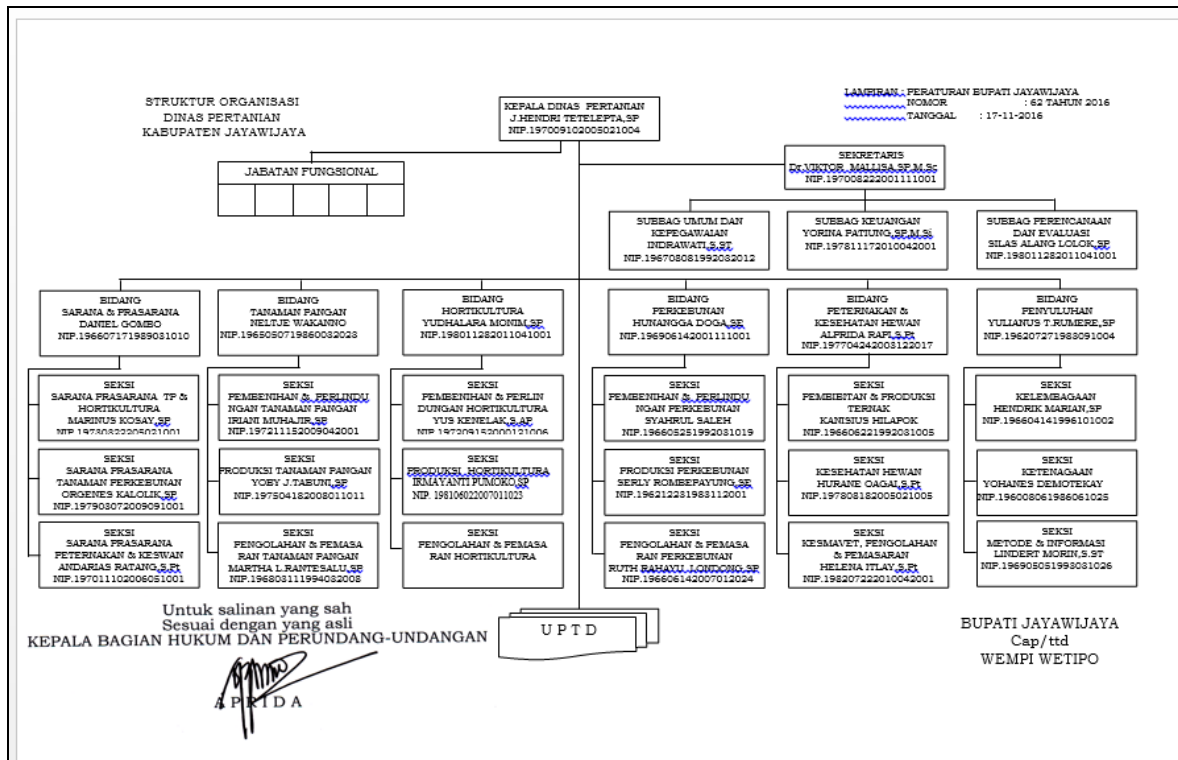 STRUKTUR ORGANISASI
DINAS PERTANIAN
KABUPATEN JAYAWIJAYA
KEPALA DINAS PERTANIAN
J.HENDRI TETELEPTA,SP
NIP.197009102005021004
LAMPIRAN : PERATURAN BUPATI JAYAWIJAYA
NOMOR : 62 TAHUN 2016
TANGGAL : 17-11-2016
JABATAN FUNGSIONAL
SEKRETARIS
Dr.VIKTOR MALLISA,SP,M.Sc
NIP.197008222001111001
SUBBAG UMUM DAN
KEPEGAWAIAN
INDRAWATI,S.ST
NIP.196708081992032012
SUBBAG KEUANGAN
YORINA PATIUNG,SP,M.Si
NIP.197811172010042001
SUBBAG PERENCANAAN
DAN EVALUASI
SILAS ALANG LOLOK,SP
NIP.198011282011041001
BIDANG
SARANA & PRASARANA
DANIEL GOMBO
NIP.196607171989031010
BIDANG
TANAMAN PANGAN
NELTJE WAKANNO
NIP.1965050719860032023
BIDANG
HORTIKULTURA
YUDHALARA MONIM,SP
NIP.198011282011041001
BIDANG
PERKEBUNAN
HUNANGGA DOGA,SE
NIP.196906142001111001
BIDANG
PETERNAKAN &
KESEHATAN HEWAN
ALFRIDA RAPI,S.Pt
NIP.197704242003122017
BIDANG
PENYULUHAN
YULIANUS T.RUMERE,SP
NIP.196207271983091004
SEKSI
SARANA PRASARANA TP &
HORTIKULTURA
MARINUS KOSAY,SP
SEKSI
PEMBENIHAN & PERLINDU
NGAN TANAMAN PANGAN
IRIANI MUHAJIR,SP
NIP.197211152009042001
SEKSI
PEMBENIHAN & PERLIN
DUNGAN HORTIKULTURA
YUS KENELAK,S.AP
NIP.197209152000121006
SEKSI
PEMBENIHAN & PERLINDU
NGAN PERKEBUNAN
SYAHRUL SALEH
NIP.196605251992031019
SEKSI
PEMBIBITAN & PRODUKSI
TERNAK
KANISIUS HILAPOK
NIP.196606221992031005
SEKSI
KELEMBAGAAN
HENDRIK MARIAN,SP
NIP.196604141996101002
SEKSI
SARANA PRASARANA
TANAMAN PERKEBUNAN
ORGENES KALOLIK,SP
NIP.197903072009091001
SEKSI
PRODUKSI TANAMAN PANGAN
YOBY J.TABUNI,SP
NIP.197504182008011011
SEKSI
PRODUKSI HORTIKULTURA
IRMAYANTI PUMOKO,SP
NIP. 198106022007011023
SEKSI
PRODUKSI PERKEBUNAN
SERLY ROMBEPAYUNG,SE
NIP.196212231983112001
SEKSI
KESEHATAN HEWAN
HURANE OAGAI,S.Pt
NIP.197808182005021005
SEKSI
KETENAGAAN
YOHANES DEMOTEKAY
NIP.196008061986061025
SEKSI
SARANA PRASARANA
PETERNAKAN & KESWAN
ANDARIAS RATANG,S.Pt
NIP.197011102006051001
SEKSI
PENGOLAHAN & PEMASA
RAN TANAMAN PANGAN
MARTHA L.RANTESALU,SP
NIP.196803111994032008
SEKSI
PENGOLAHAN & PEMASA
RAN HORTIKULTURA
SEKSI
PENGOLAHAN & PEMASA
RAN PERKEBUNAN
RUTH RAHAYU LONDONG,SP
NIP.196606142007012024
SEKSI
KESMAVET, PENGOLAHAN
& PEMASARAN
HELENA ITLAY,S.Pt
NIP.198207222010042001
SEKSI
METODE & INFORMASI
LINDERT MORIN,S.ST
NIP.196905051993031026
Untuk salinan yang sah
Sesuai dengan yang asli
KEPALA BAGIAN HUKUM DAN PERUNDANG-UNDANGAN
APRIDA
UPTD
BUPATI JAYAWIJAYA
Cap/ttd
WEMPI WETIPO